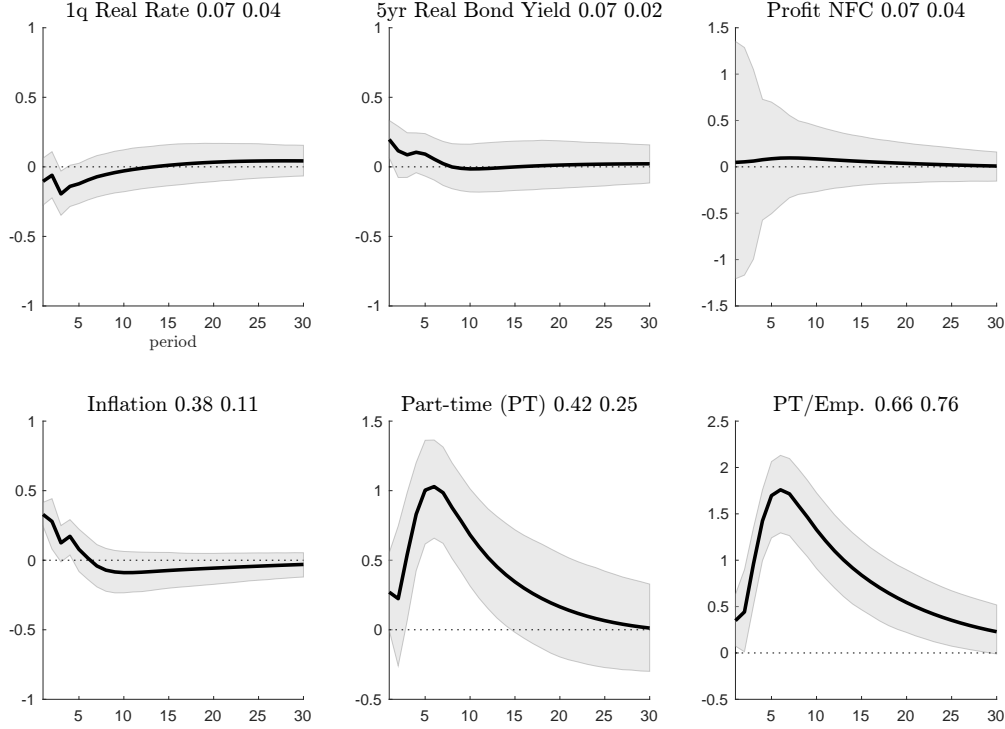 1q Real Rate 0.07 0.04
1
0.5
0
-0.5
-1
5 10 15 20 25 30
period
5yr Real Bond Yield 0.07 0.02
1
0.5
0
-0.5
-1
5 10 15 20 25 30
Profit NFC 0.07 0.04
1.5
1
0.5
0
-0.5
-1
-1.5
5 10 15 20 25 30
Inflation 0.38 0.11
1
0.5
0
-0.5
-1
5 10 15 20 25 30
Part-time (PT) 0.42 0.25
1.5
1
0.5
0
-0.5
5 10 15 20 25 30
PT/Emp. 0.66 0.76
2.5
2
1.5
1
0.5
0
-0.5
5 10 15 20 25 30